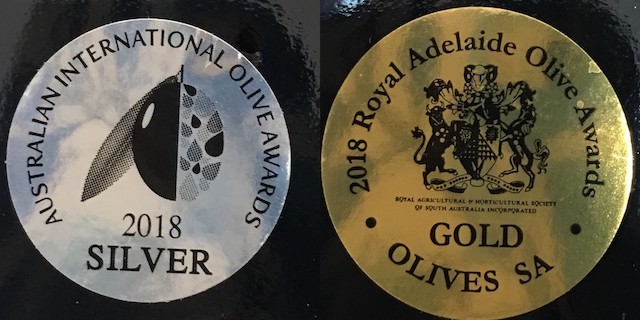 AUSTRALIAN INTERNATIONAL OLIVE AWARDS
2018
SILVER
2018 Royal Adelaide Olive Awards
ROYAL AGRICULTURAL & HORTICULTURAL SOCIETY
OF SOUTH AUSTRALIA INCORPORATED
GOLD
OLIVES SA